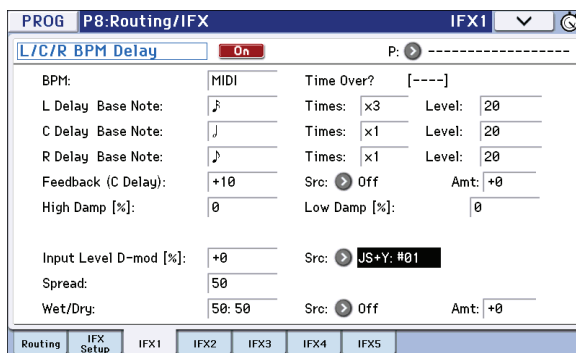 PROG P8:Routing/IFX IFX1
L/C/R BPM Delay On P: ------------------
BPM: MIDI Time Over? [----]
L Delay Base Note: Times: x3 Level: 20
C Delay Base Note: Times: x1 Level: 20
R Delay Base Note: Times: x1 Level: 20
Feedback (C Delay): +10 Src: Off Amt: +0
High Damp [%]: 0 Low Damp [%]: 0
Input Level D-mod [%]: +0 Src: JS+Y: #01
Spread: 50
Wet/Dry: 50:50 Src: Off Amt: +0
Routing IFX Setup IFX1 IFX2 IFX3 IFX4 IFX5